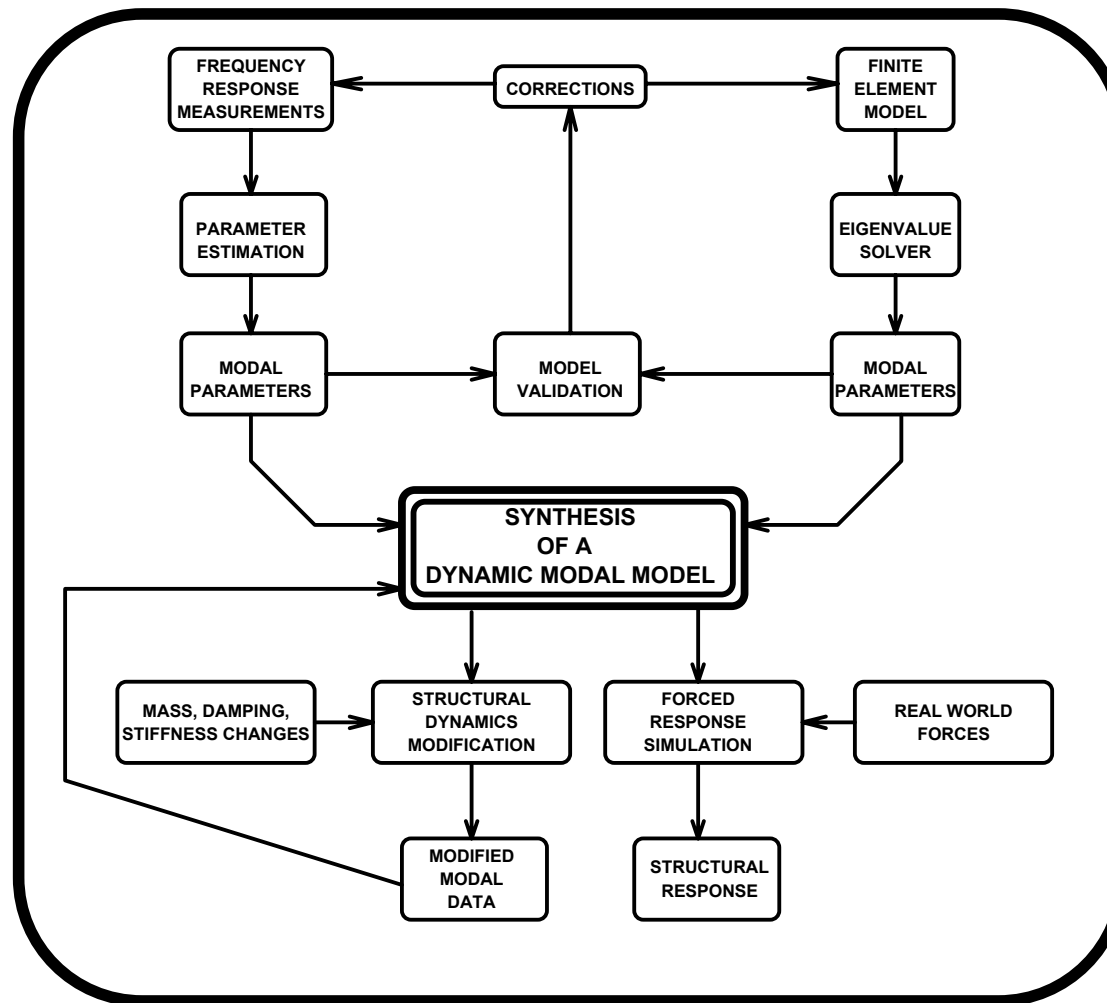 FREQUENCY
RESPONSE
MEASUREMENTS
CORRECTIONS
FINITE
ELEMENT
MODEL
PARAMETER
ESTIMATION
EIGENVALUE
SOLVER
MODAL
PARAMETERS
MODEL
VALIDATION
MODAL
PARAMETERS
SYNTHESIS
OF A
DYNAMIC MODAL MODEL
MASS, DAMPING,
STIFFNESS CHANGES
STRUCTURAL
DYNAMICS
MODIFICATION
FORCED
RESPONSE
SIMULATION
REAL WORLD
FORCES
MODIFIED
MODAL
DATA
STRUCTURAL
RESPONSE